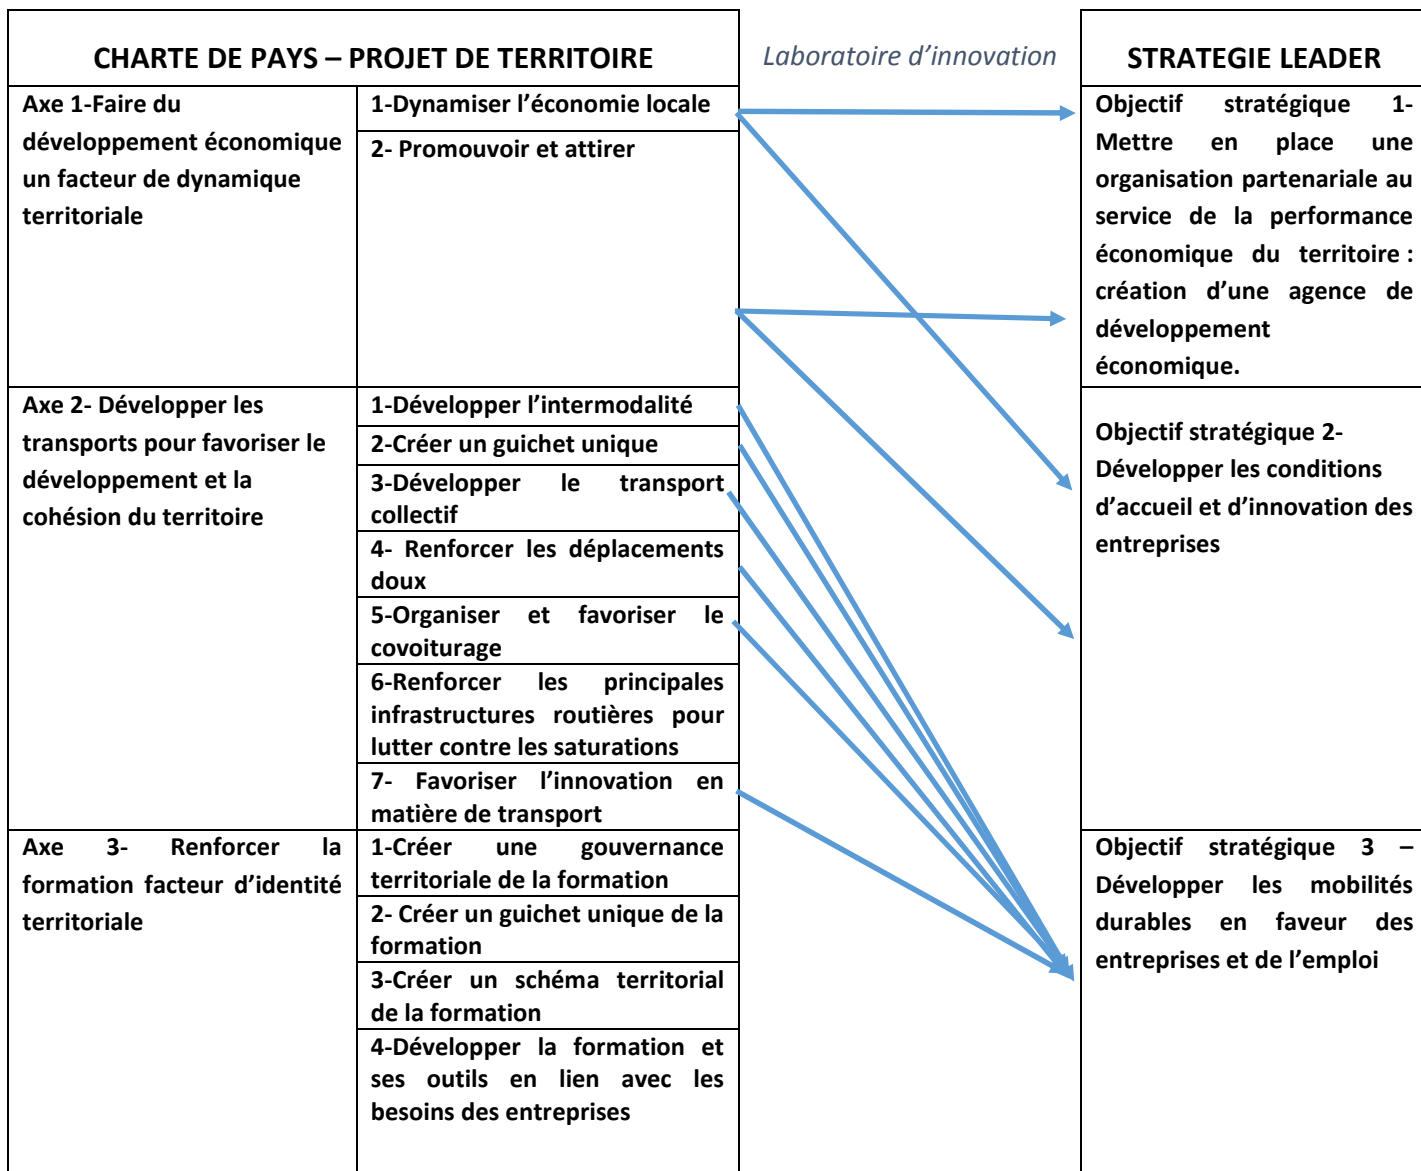 CHARTE DE PAYS – PROJET DE TERRITOIRE
Laboratoire d’innovation
STRATEGIE LEADER
Axe 1-Faire du
développement économique
un facteur de dynamique
territoriale
1-Dynamiser l’économie locale
2- Promouvoir et attirer
Objectif stratégique 1-
Mettre en place une
organisation partenariale au
service de la performance
économique du territoire :
création d’une agence de
développement
économique.
Axe 2- Développer les
transports pour favoriser le
développement et la
cohésion du territoire
1-Développer l’intermodalité
2-Créer un guichet unique
3-Développer le transport
collectif
4- Renforcer les déplacements
doux
5-Organiser et favoriser le
covoiturage
6-Renforcer les principales
infrastructures routières pour
lutter contre les saturations
7- Favoriser l’innovation en
matière de transport
Objectif stratégique 2-
Développer les conditions
d’accueil et d’innovation des
entreprises
Axe 3- Renforcer la
formation facteur d’identité
territoriale
1-Créer une gouvernance
territoriale de la formation
2- Créer un guichet unique de la
formation
3-Créer un schéma territorial
de la formation
4-Développer la formation et
ses outils en lien avec les
besoins des entreprises
Objectif stratégique 3 –
Développer les mobilités
durables en faveur des
entreprises et de l’emploi